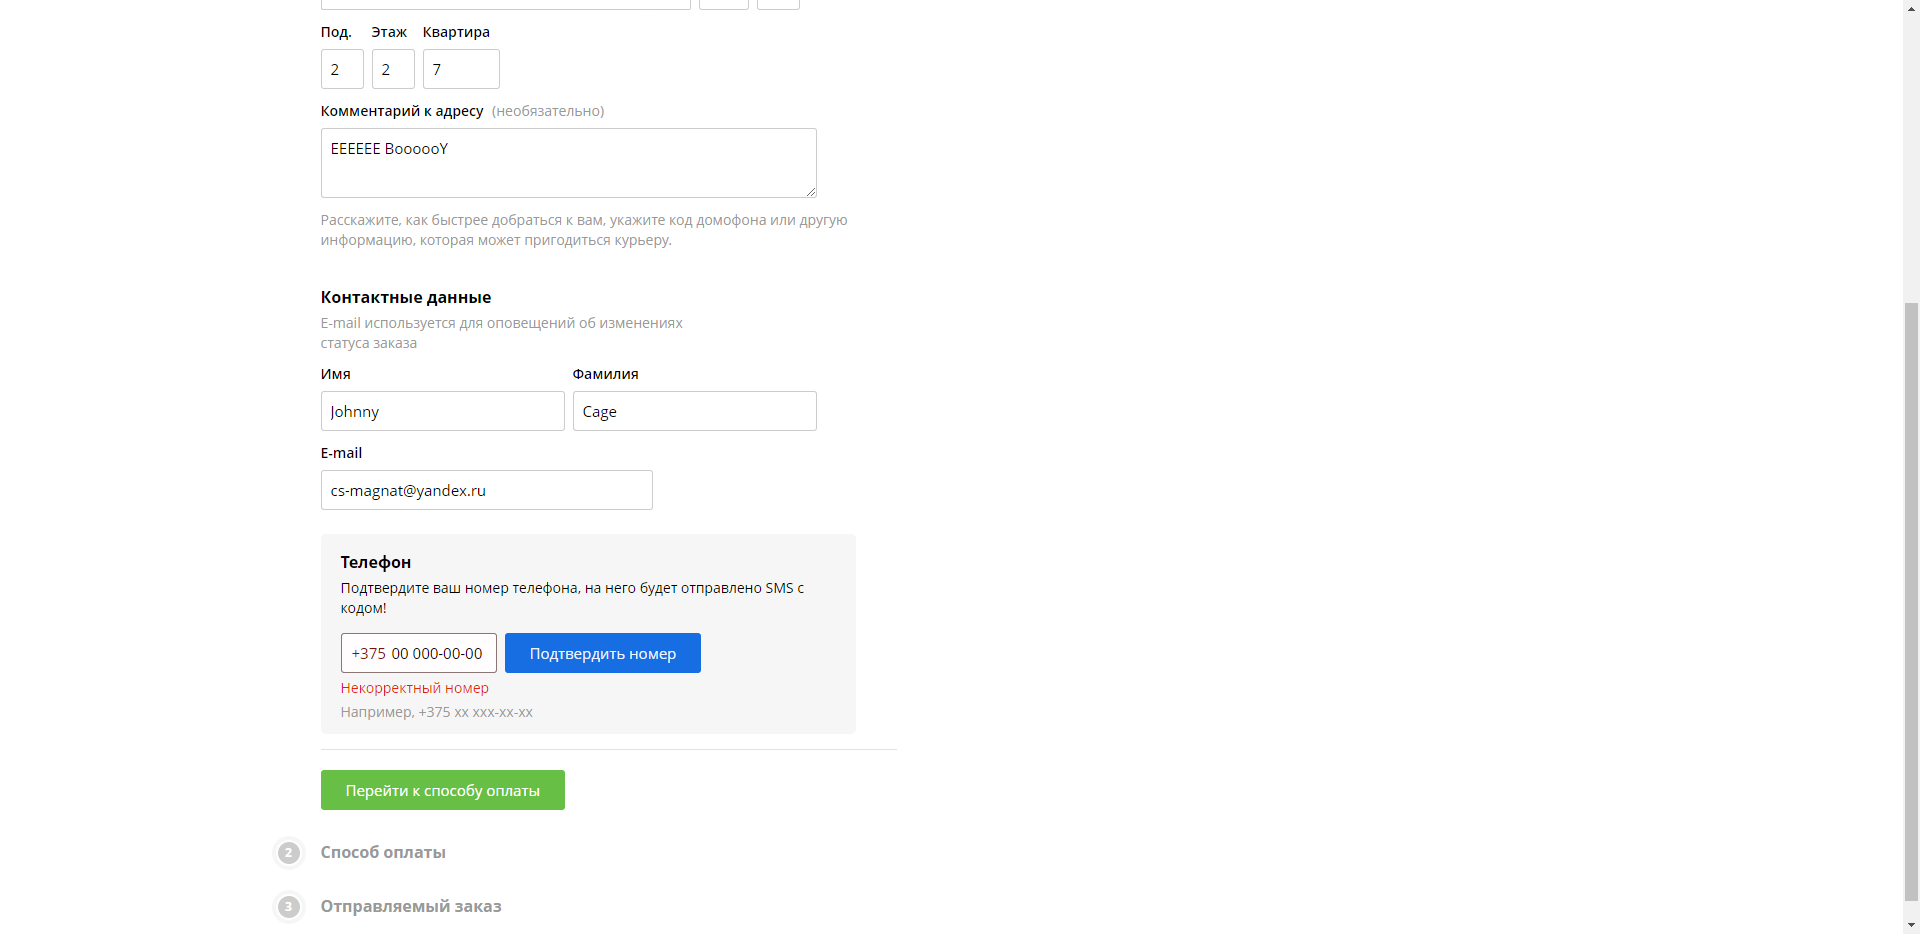 Под. Этаж Квартира
2 2 7
Комментарий к адресу (необязательно)
EEEEEE BoooooY
Расскажите, как быстрее добраться к вам, укажите код домофона или другую
информацию, которая может пригодиться курьеру.
Контактные данные
E-mail используется для оповещений об изменениях
статуса заказа
Имя Фамилия
Johnny Cage
E-mail
cs-magnat@yandex.ru
Телефон
Подтвердите ваш номер телефона, на него будет отправлено SMS с
кодом!
+375 00 000-00-00 Подтвердить номер
Некорректный номер
Например, +375 xx xxx-xx-xx
Перейти к способу оплаты
2 Способ оплаты
3 Отправляемый заказ